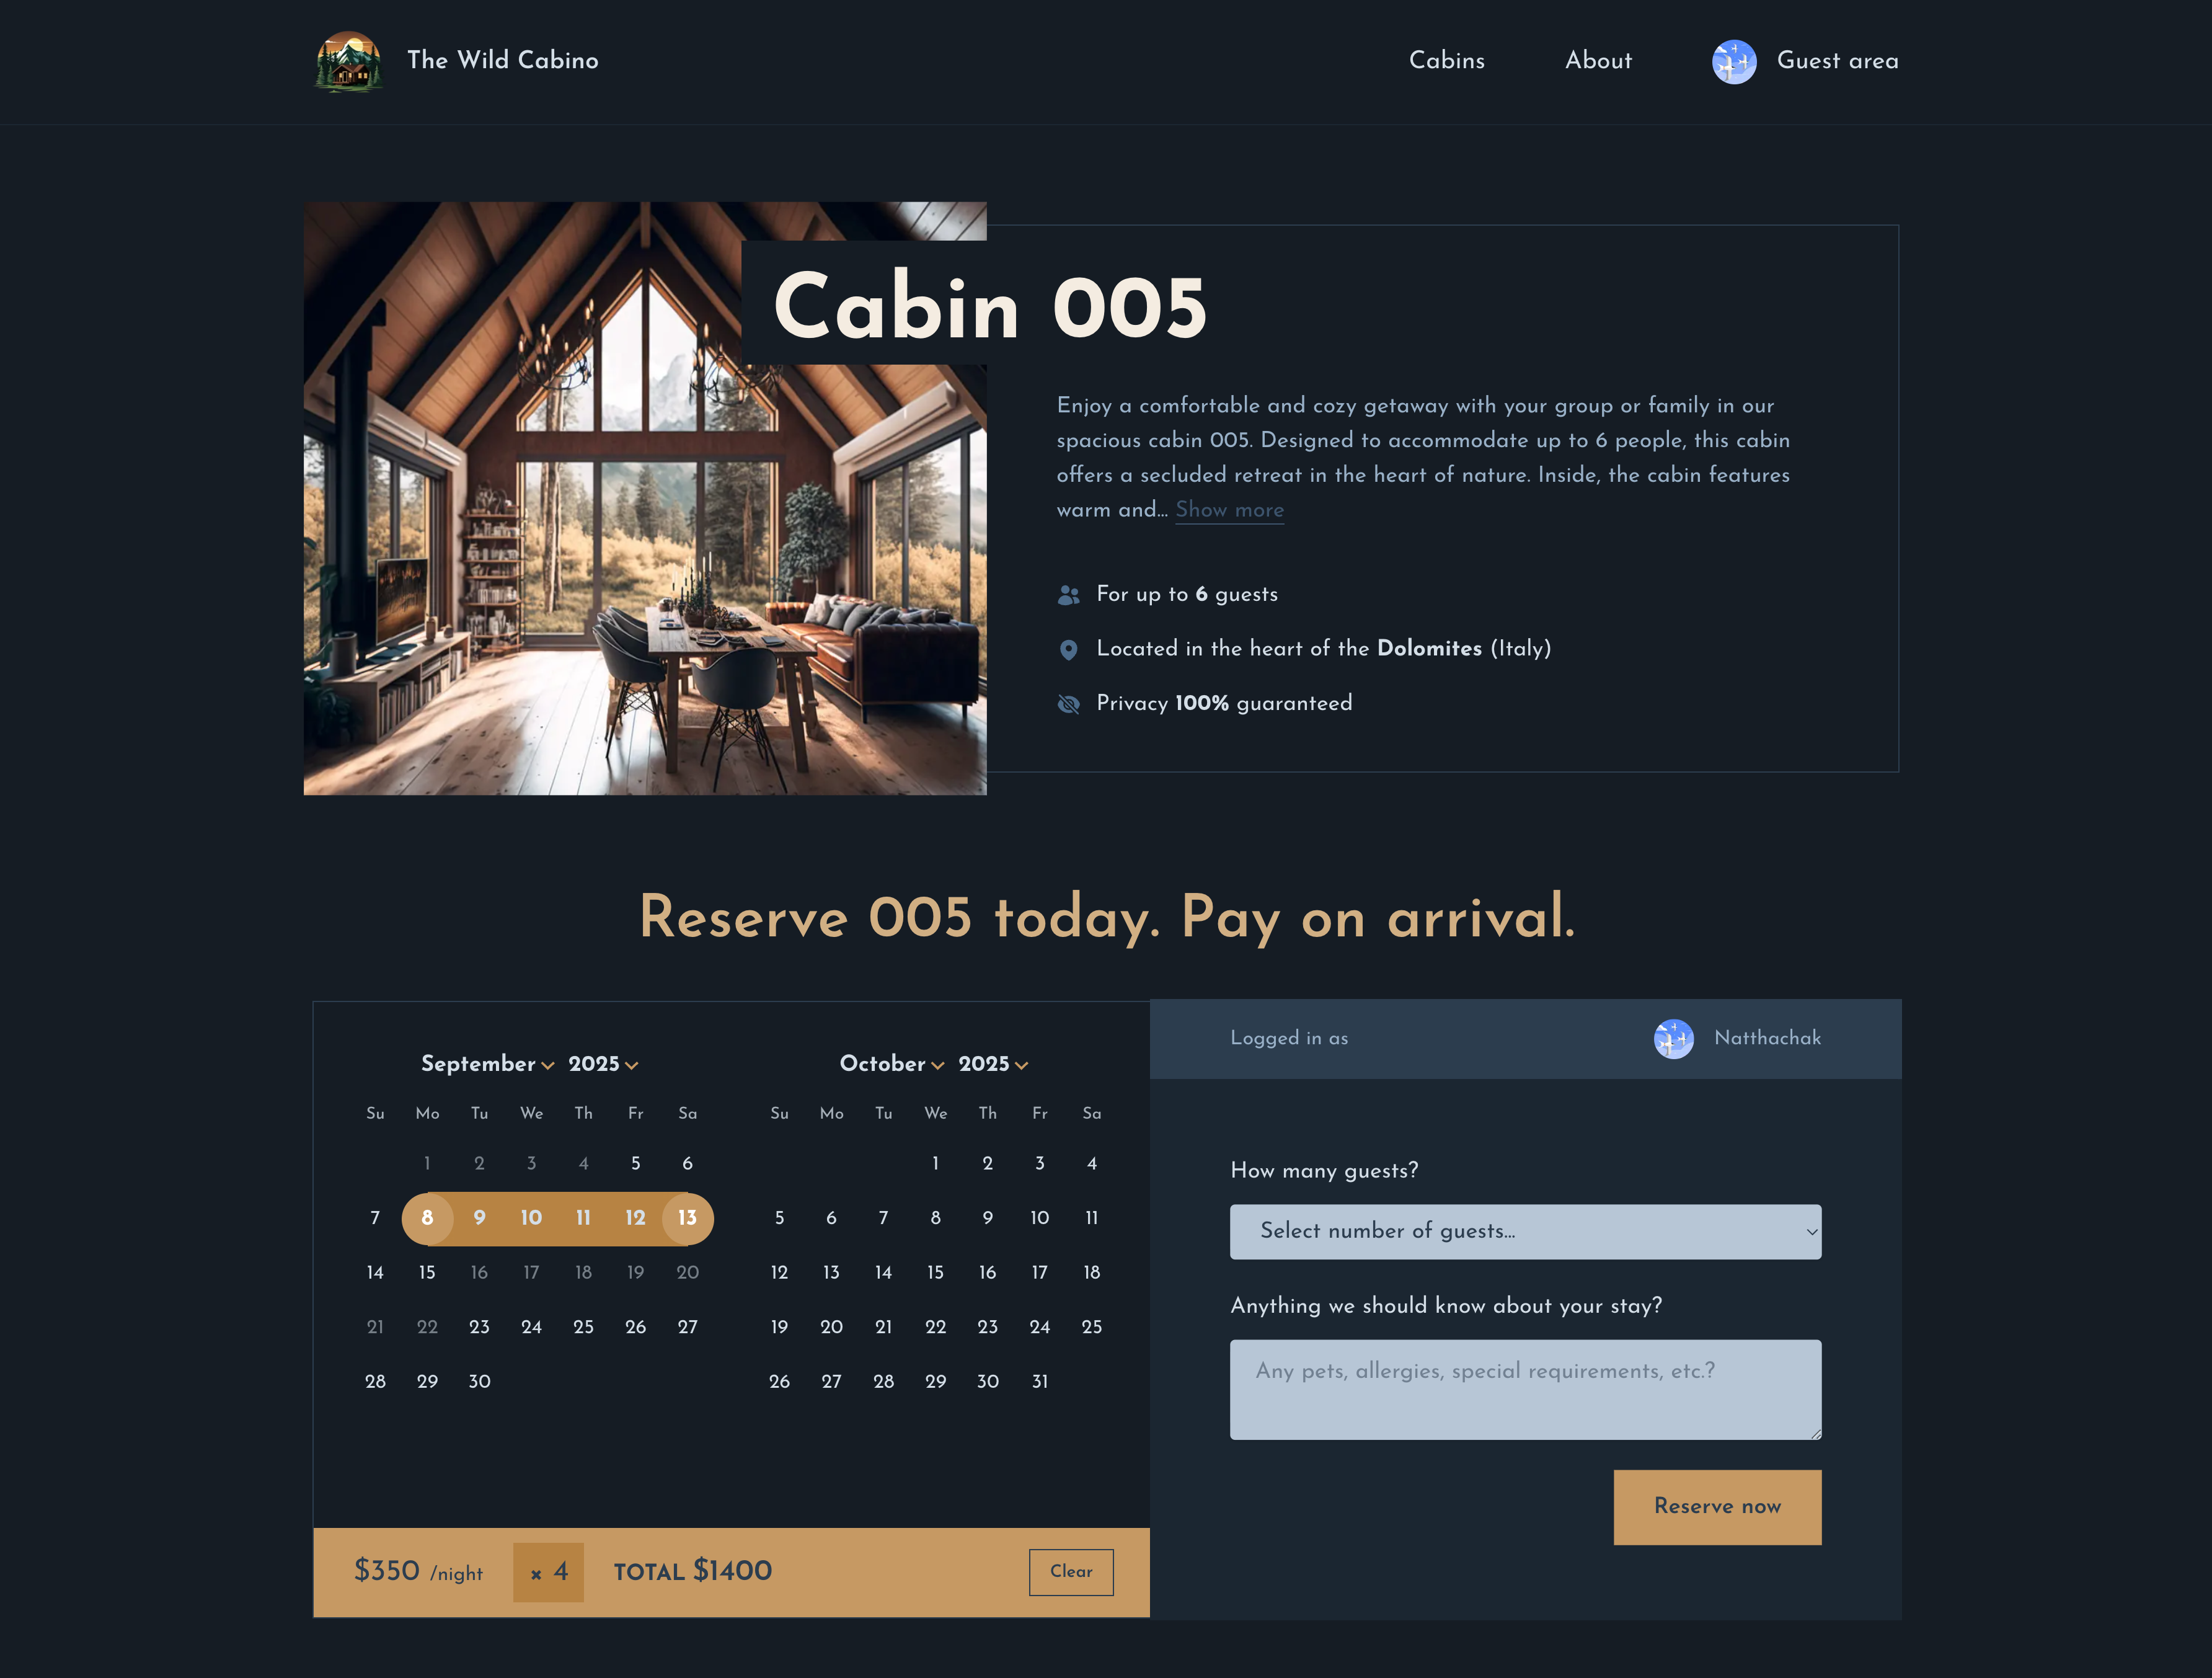 The Wild Cabino
Cabins About Guest area
Cabin 005
Enjoy a comfortable and cozy getaway with your group or family in our
spacious cabin 005. Designed to accommodate up to 6 people, this cabin
offers a secluded retreat in the heart of nature. Inside, the cabin features
warm and... Show more
For up to 6 guests
Located in the heart of the Dolomites (Italy)
Privacy 100% guaranteed
Reserve 005 today. Pay on arrival.
September 2025
Su Mo Tu We Th Fr Sa
1 2 3 4 5 6
7 8 9 10 11 12 13
14 15 16 17 18 19 20
21 22 23 24 25 26 27
28 29 30
October 2025
Su Mo Tu We Th Fr Sa
1 2 3 4
5 6 7 8 9 10 11
12 13 14 15 16 17 18
19 20 21 22 23 24 25
26 27 28 29 30 31
$350 /night × 4 TOTAL $1400 Clear
Logged in as Natthachak
How many guests?
Select number of guests...
Anything we should know about your stay?
Any pets, allergies, special requirements, etc.?
Reserve now